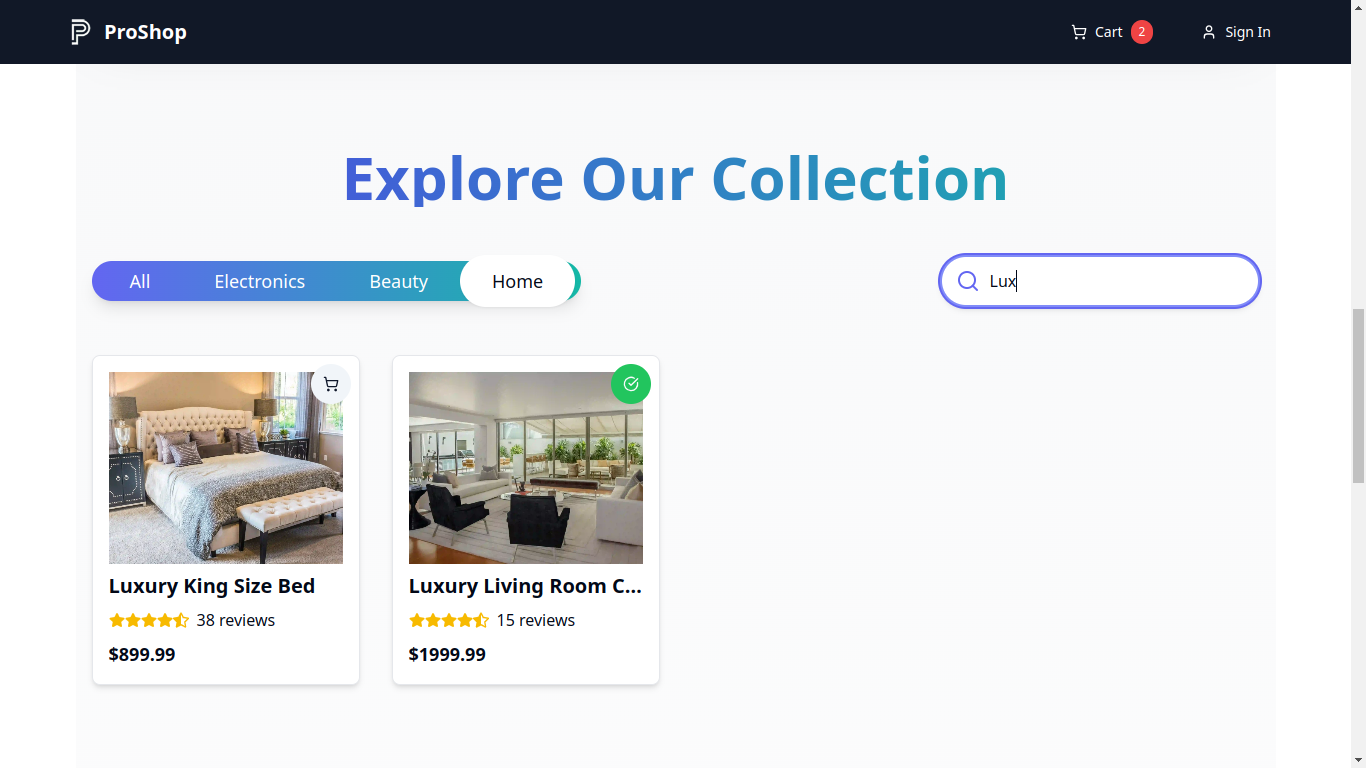 ProShop
Cart 2
Sign In
Explore Our Collection
All Electronics Beauty Home
Lux
Luxury King Size Bed
38 reviews
$899.99
Luxury Living Room C...
15 reviews
$1999.99